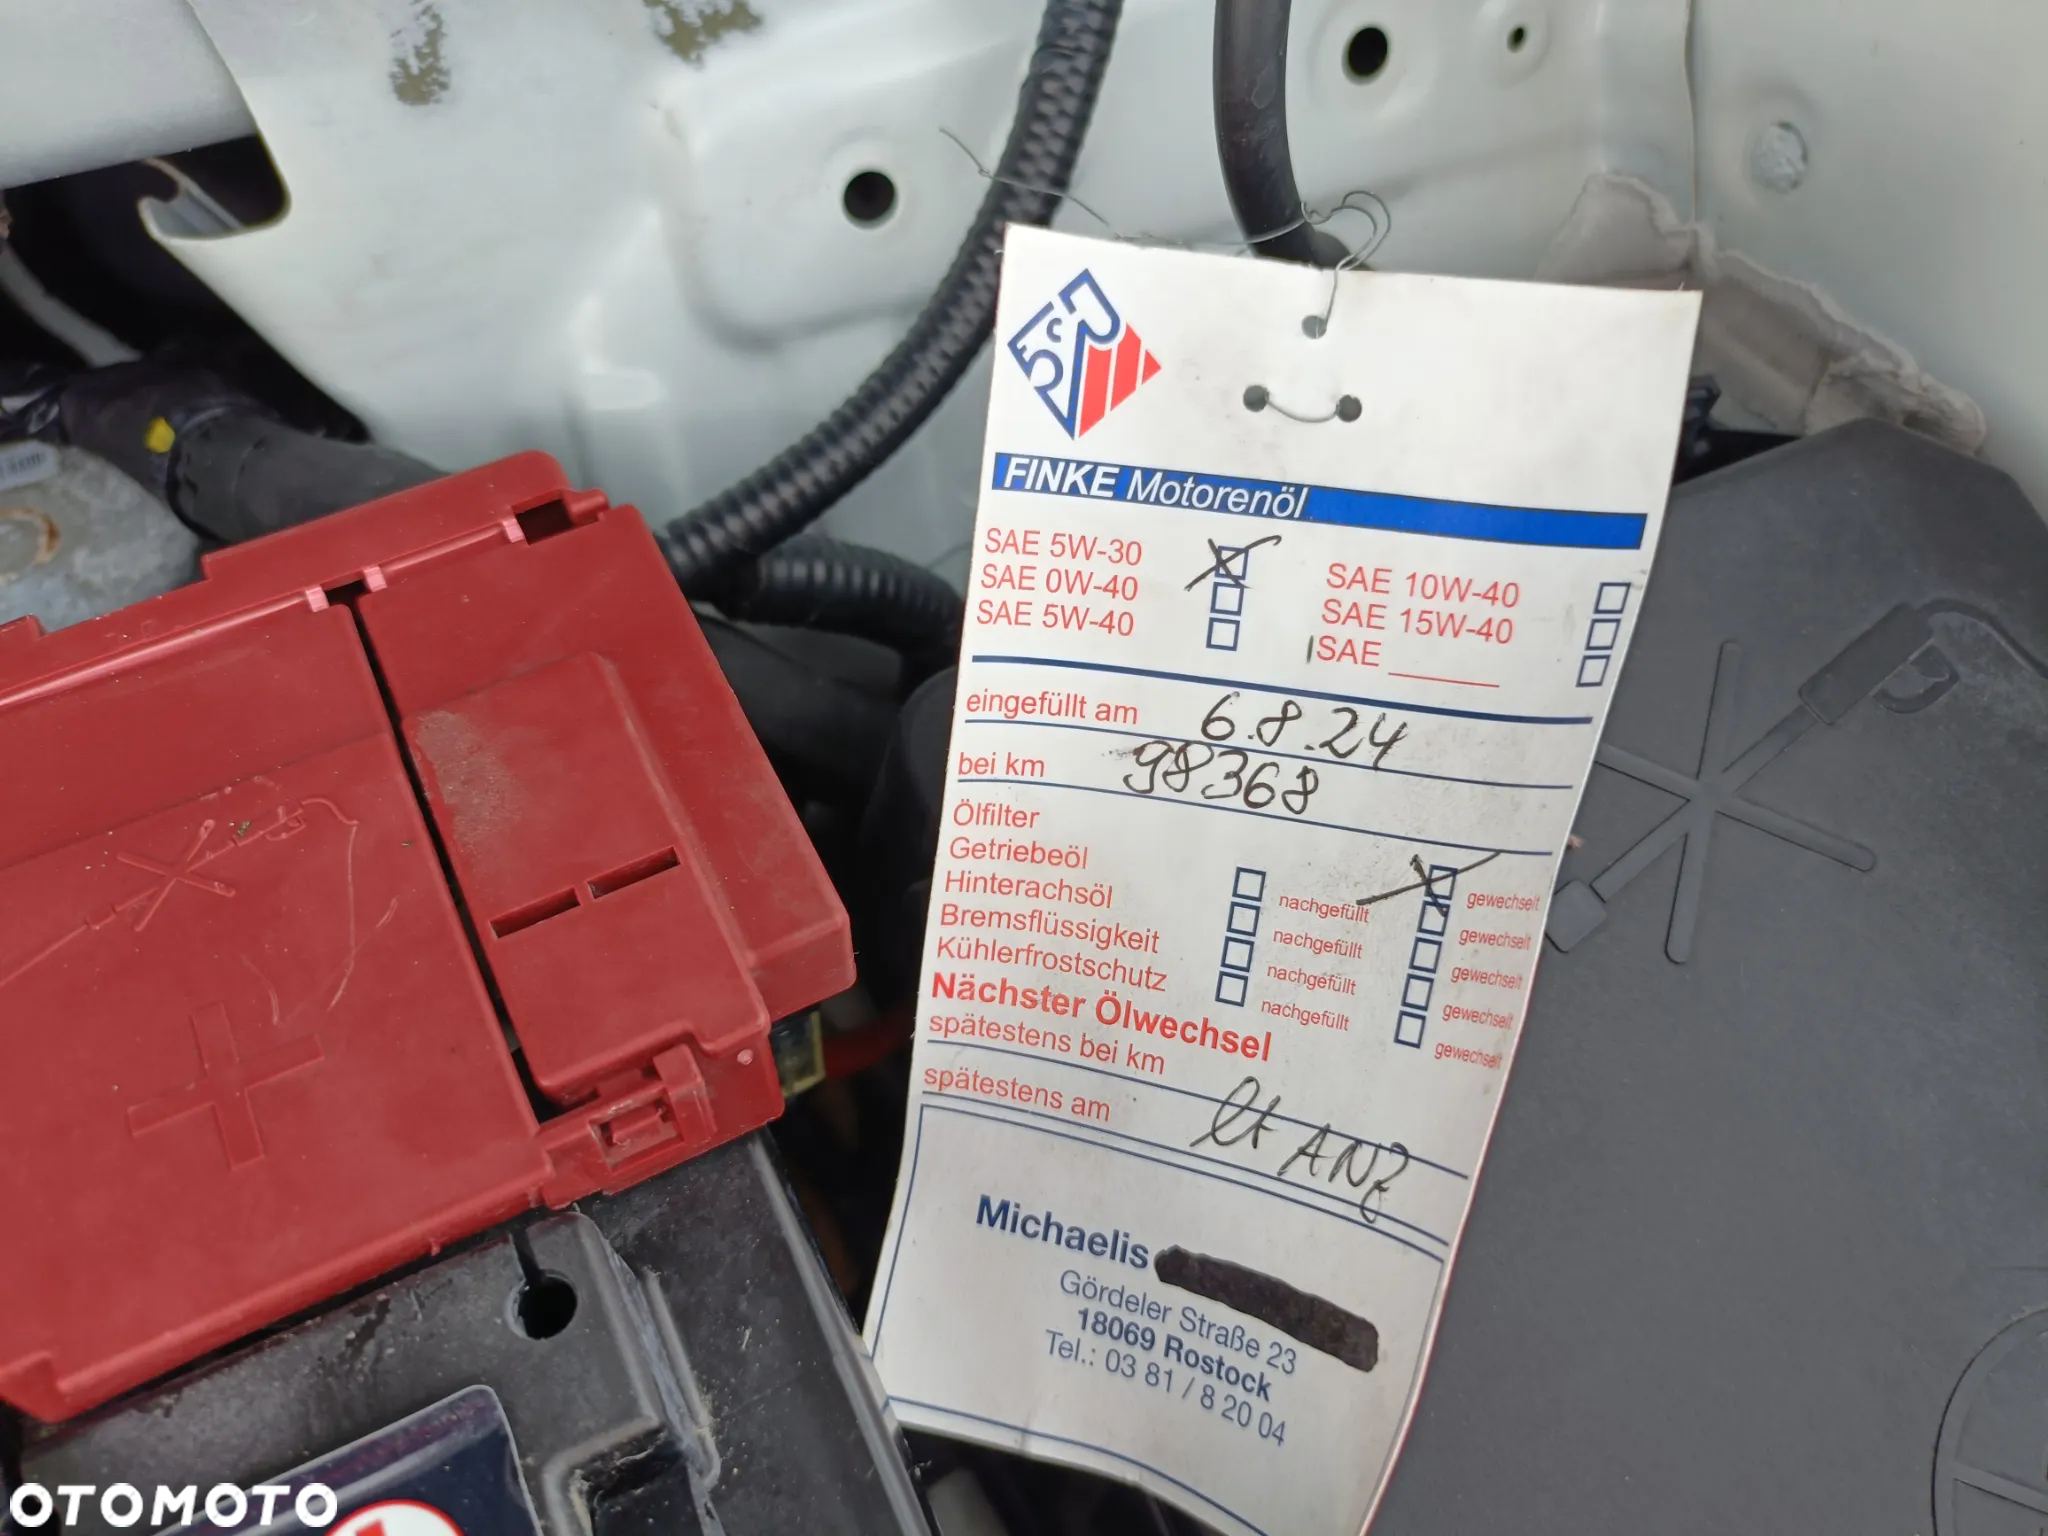 FINKE Motorenöl
SAE 5W-30
SAE 0W-40
SAE 5W-40
SAE 10W-40
SAE 15W-40
SAE
eingefüllt am 6.8.24
bei km 98368
Ölfilter gewechselt
Getriebeöl nachgefüllt gewechselt
Hinterachsöl nachgefüllt gewechselt
Bremsflüssigkeit nachgefüllt gewechselt
Kühlerfrostschutz nachgefüllt gewechselt
Nächster Ölwechsel
spätestens bei km
spätestens am lt ANZ
Michaelis
Gördeler Straße 23
18069 Rostock
Tel.: 03 81 / 8 20 04
OTOMOTO